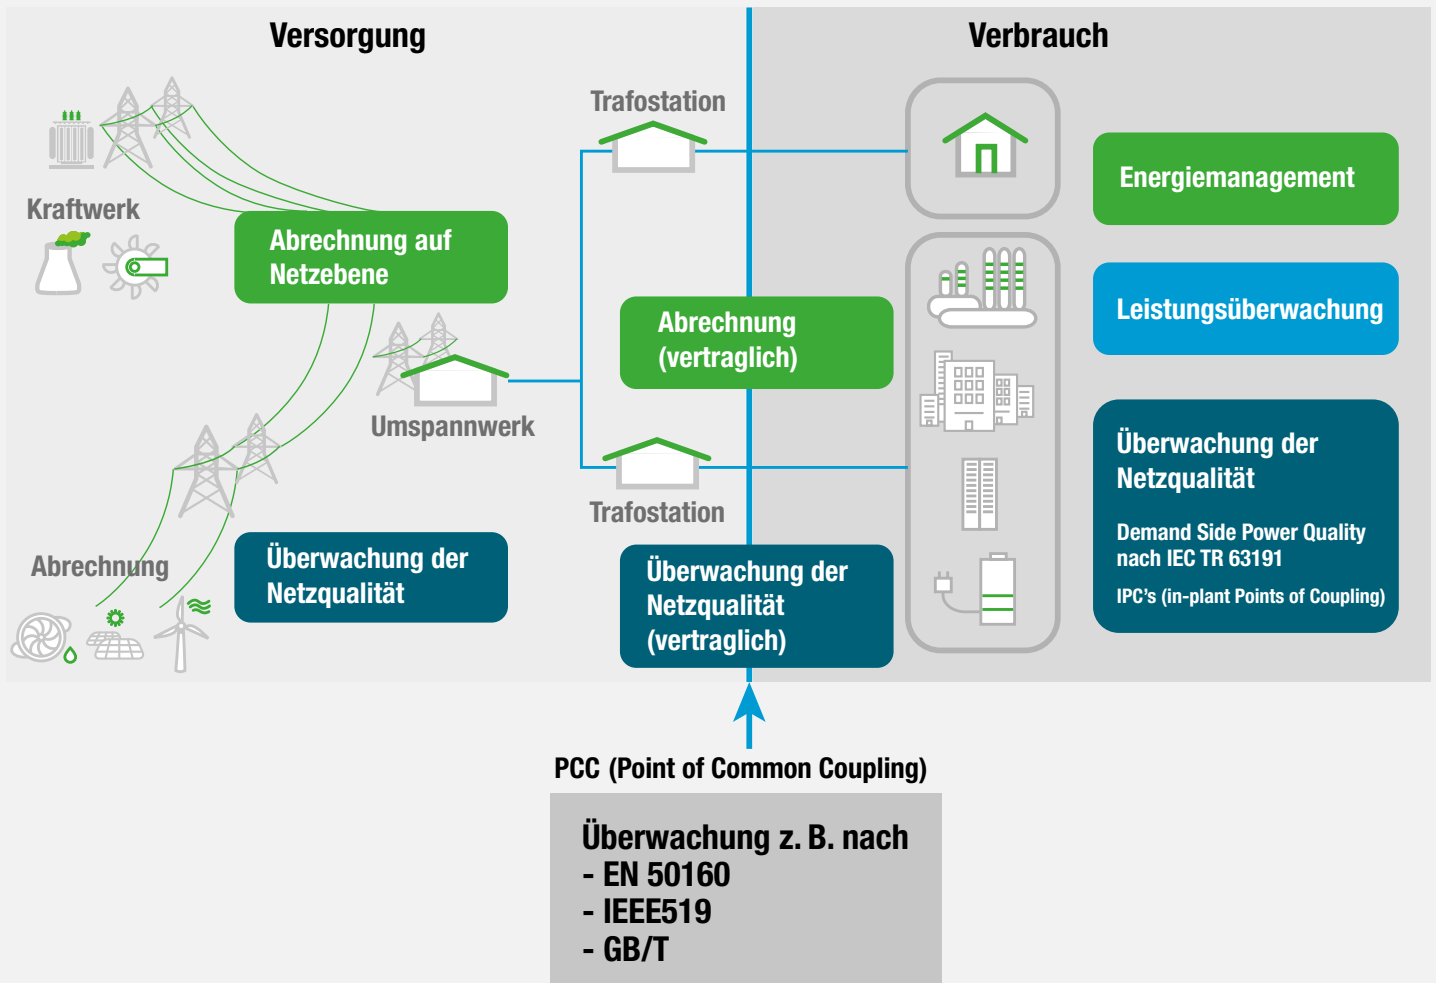 Versorgung
Verbrauch
Trafostation
Kraftwerk
Abrechnung auf
Netzebene
Umspannwerk
Abrechnung
(vertraglich)
Trafostation
Abrechnung
Überwachung der
Netzqualität
Überwachung der
Netzqualität
(vertraglich)
Energiemanagement
Leistungsüberwachung
Überwachung der
Netzqualität
Demand Side Power Quality
nach IEC TR 63191
IPC's (in-plant Points of Coupling)
PCC (Point of Common Coupling)
Überwachung z. B. nach
- EN 50160
- IEEE519
- GB/T